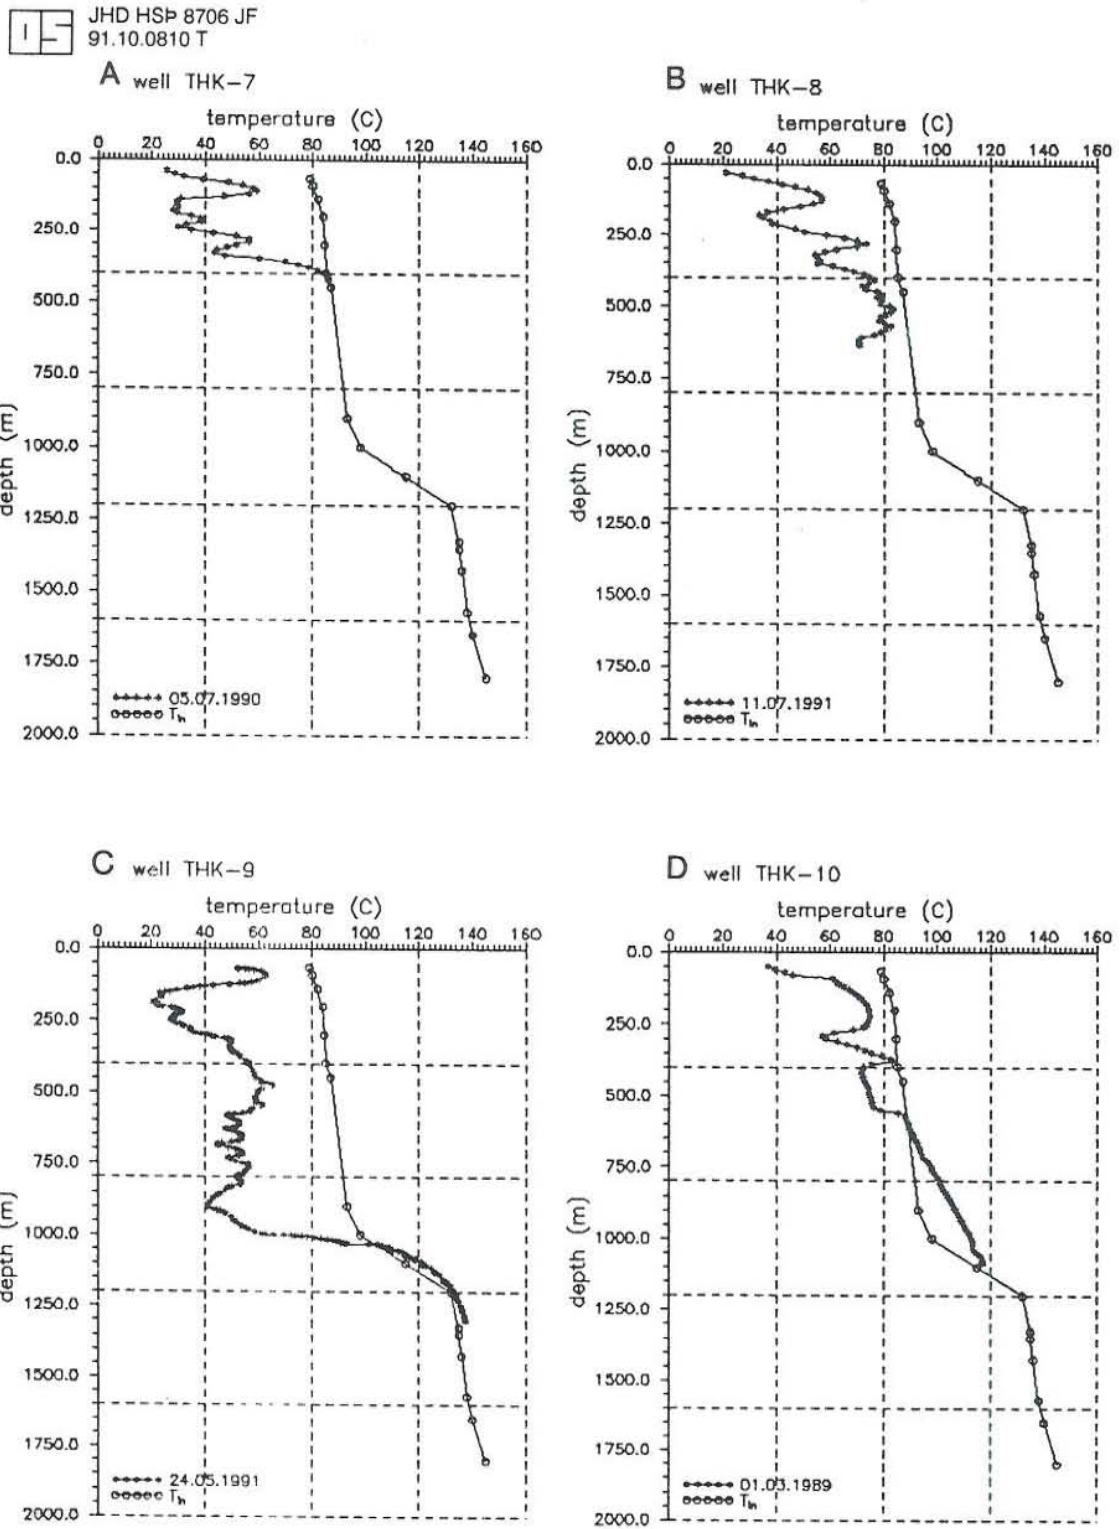 JHD HSÞ 8706 JF
91.10.0810 T
A well THK-7
temperature (C)
0 20 40 60 80 100 120 140 160
0.0
250.0
500.0
750.0
1000.0
1250.0
1500.0
1750.0
2000.0
depth (m)
05.07.1990
Tin
B well THK-8
temperature (C)
0 20 40 60 80 100 120 140 160
0.0
250.0
500.0
750.0
1000.0
1250.0
1500.0
1750.0
2000.0
depth (m)
11.07.1991
Tin
C well THK-9
temperature (C)
0 20 40 60 80 100 120 140 160
0.0
250.0
500.0
750.0
1000.0
1250.0
1500.0
1750.0
2000.0
depth (m)
24.05.1991
Tin
D well THK-10
temperature (C)
0 20 40 60 80 100 120 140 160
0.0
250.0
500.0
750.0
1000.0
1250.0
1500.0
1750.0
2000.0
depth (m)
01.03.1989
Tin